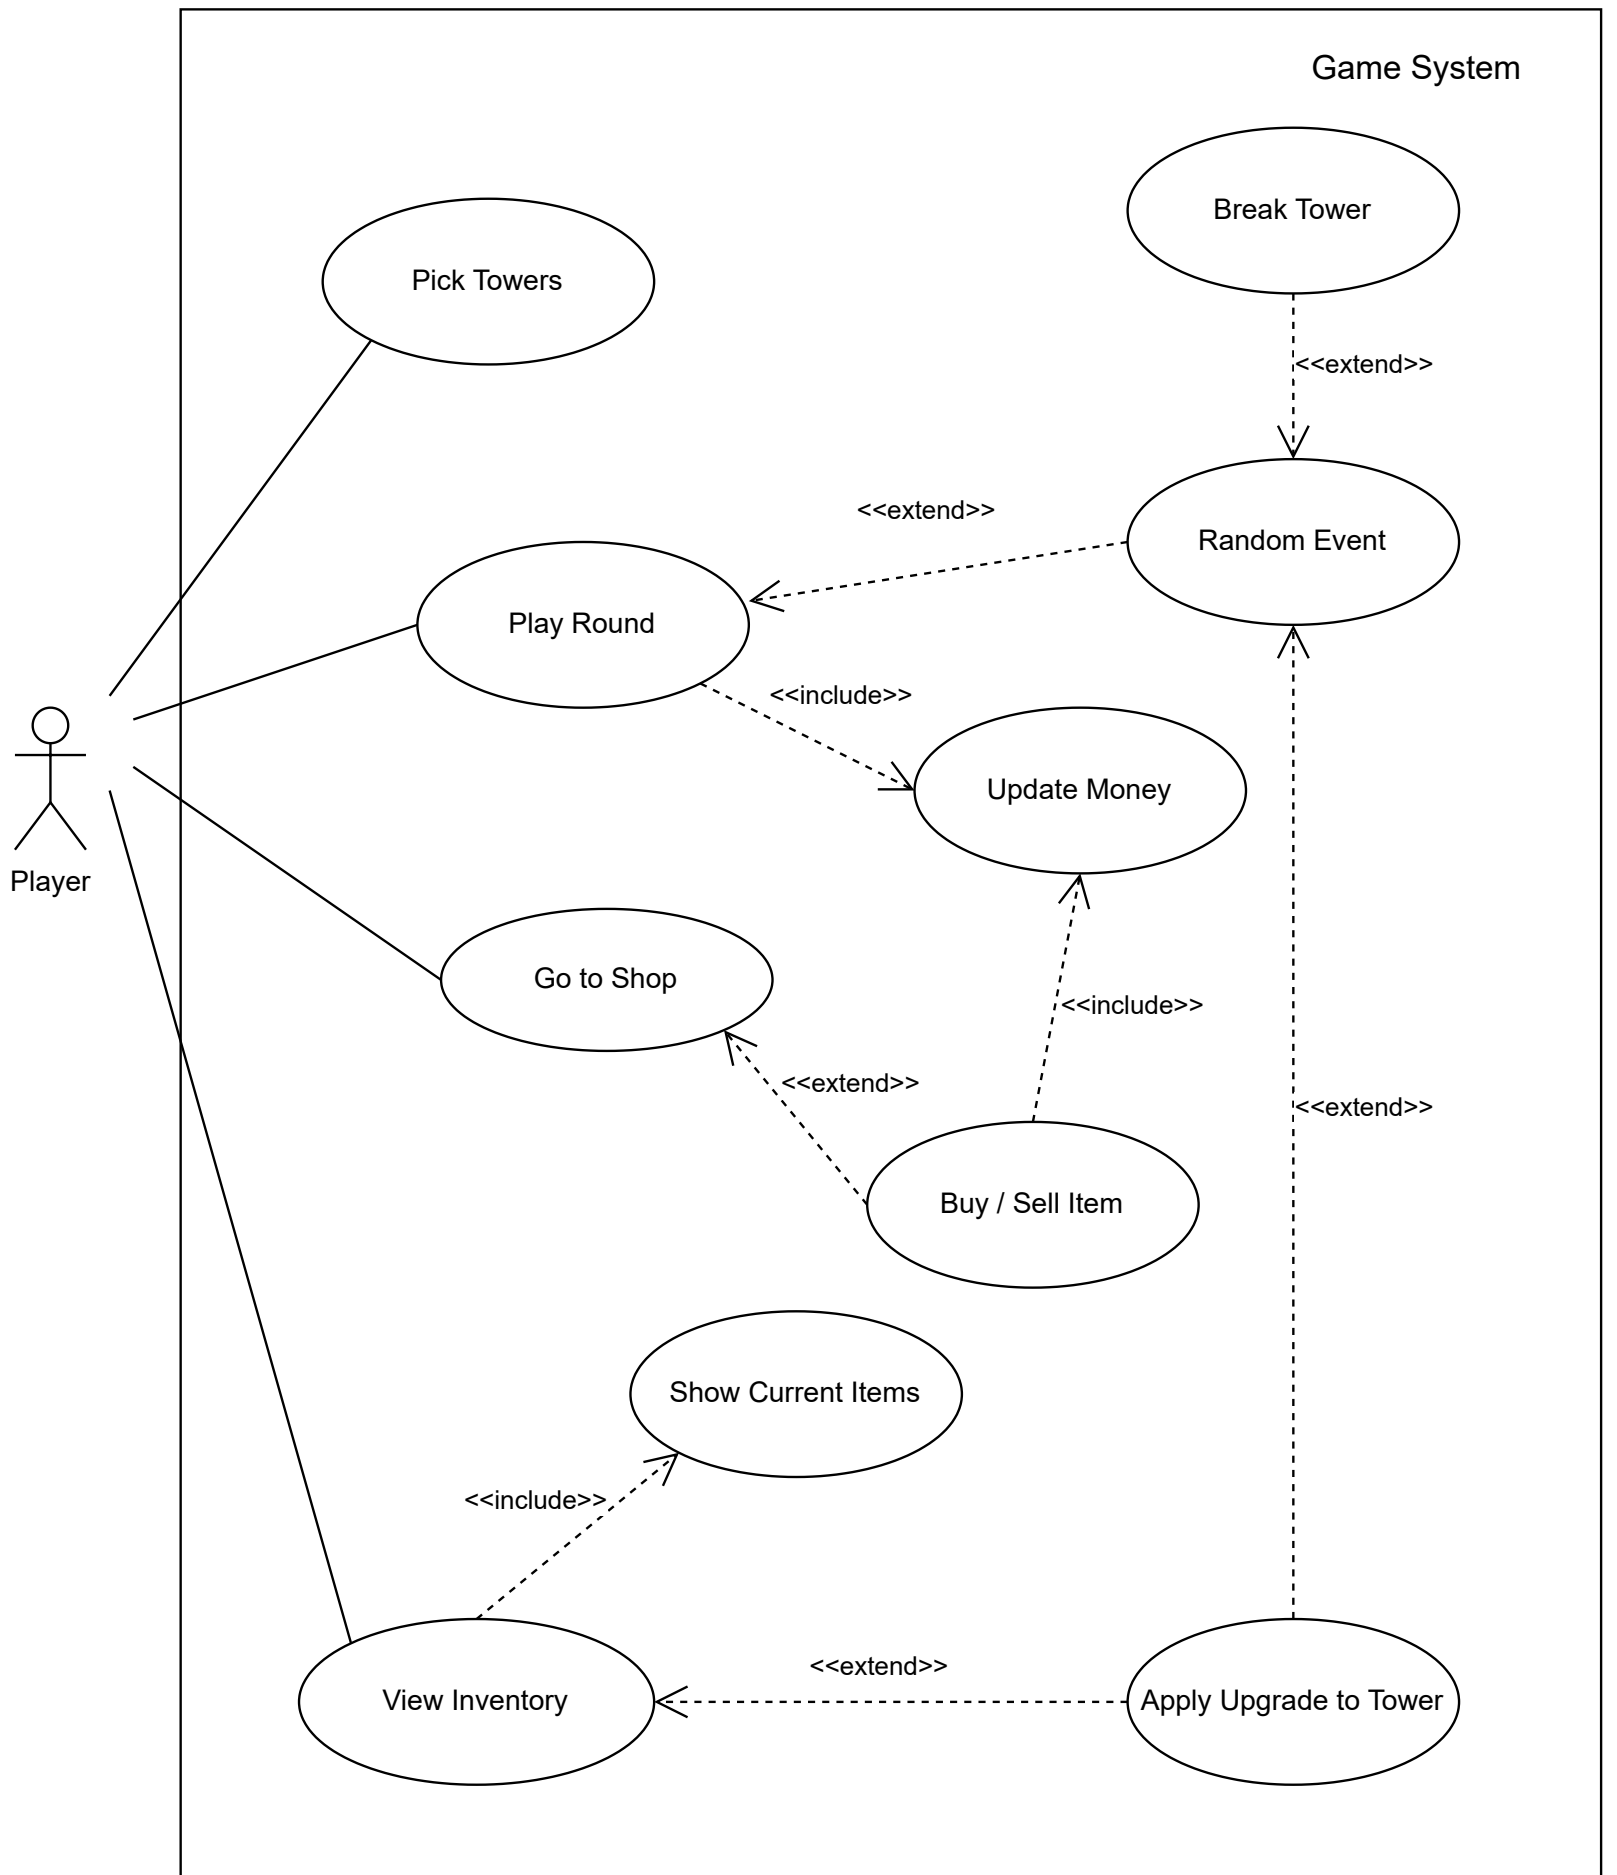 Game System
Break Tower
Pick Towers
<<extend>>
<<extend>>
Random Event
Play Round
<<include>>
Update Money
Player
Go to Shop
<<include>>
<<extend>>
<<extend>>
Buy / Sell Item
Show Current Items
<<include>>
<<extend>>
View Inventory
Apply Upgrade to Tower